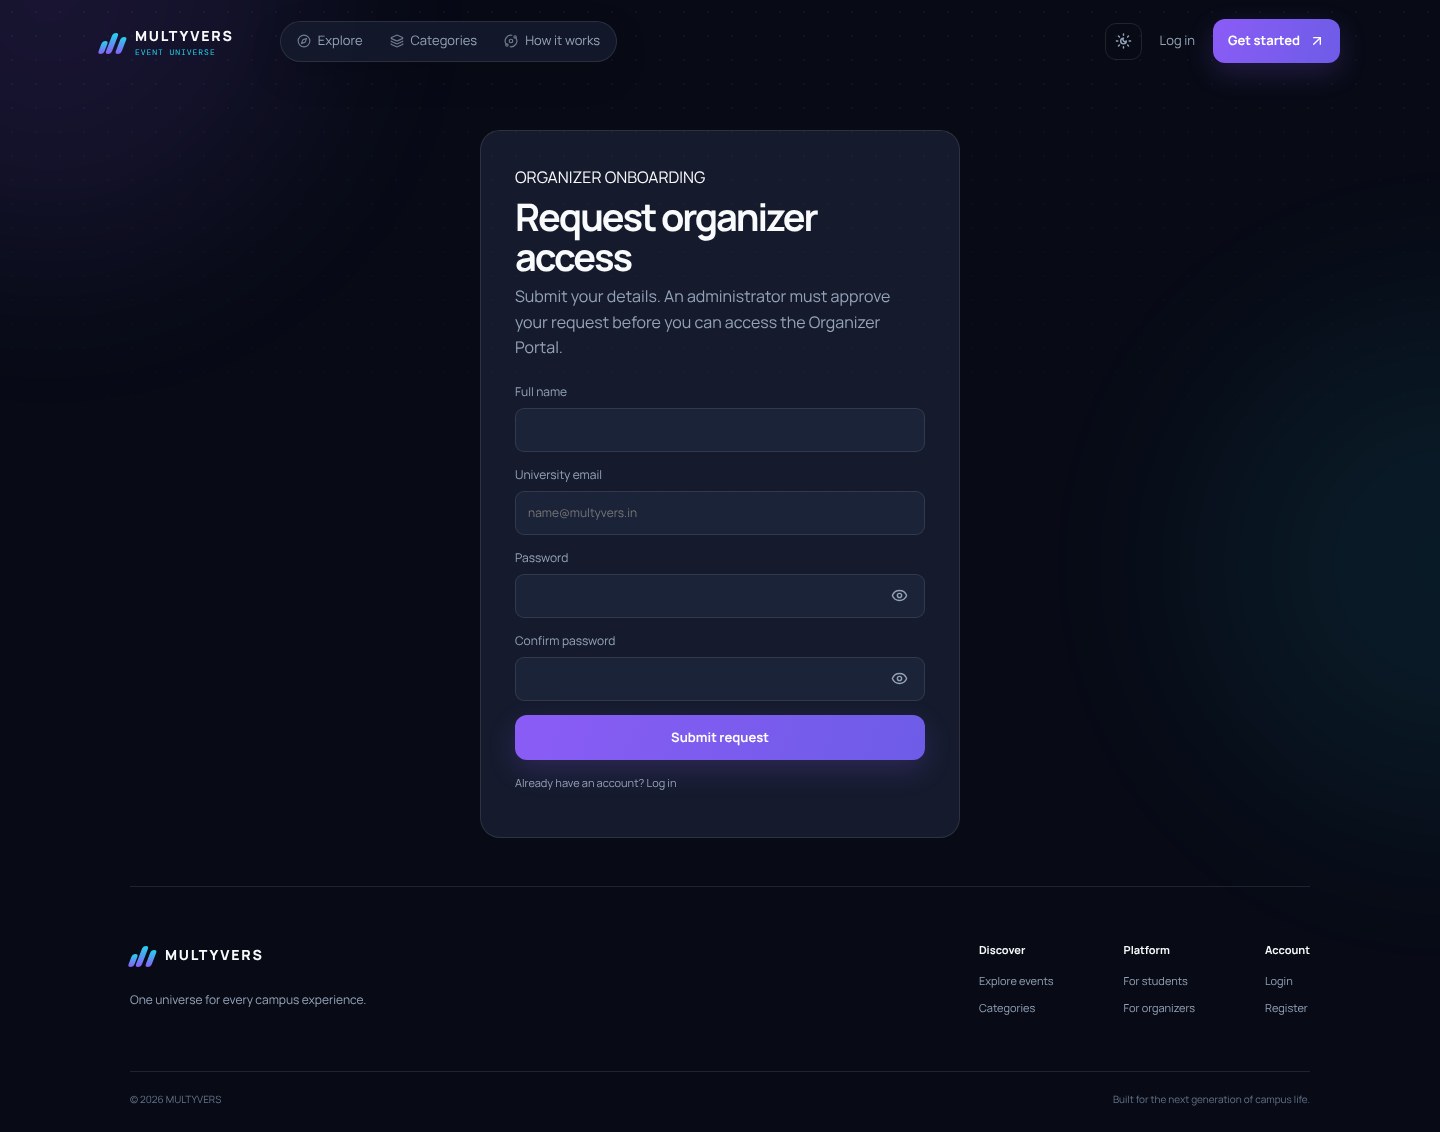 MULTYVERS
EVENT UNIVERSE
Explore
Categories
How it works
Log in
Get started
ORGANIZER ONBOARDING
Request organizer
access
Submit your details. An administrator must approve
your request before you can access the Organizer
Portal.
Full name
University email
name@multyvers.in
Password
Confirm password
Submit request
Already have an account? Log in
MULTYVERS
One universe for every campus experience.
Discover
Explore events
Categories
Platform
For students
For organizers
Account
Login
Register
© 2026 MULTYVERS
Built for the next generation of campus life.